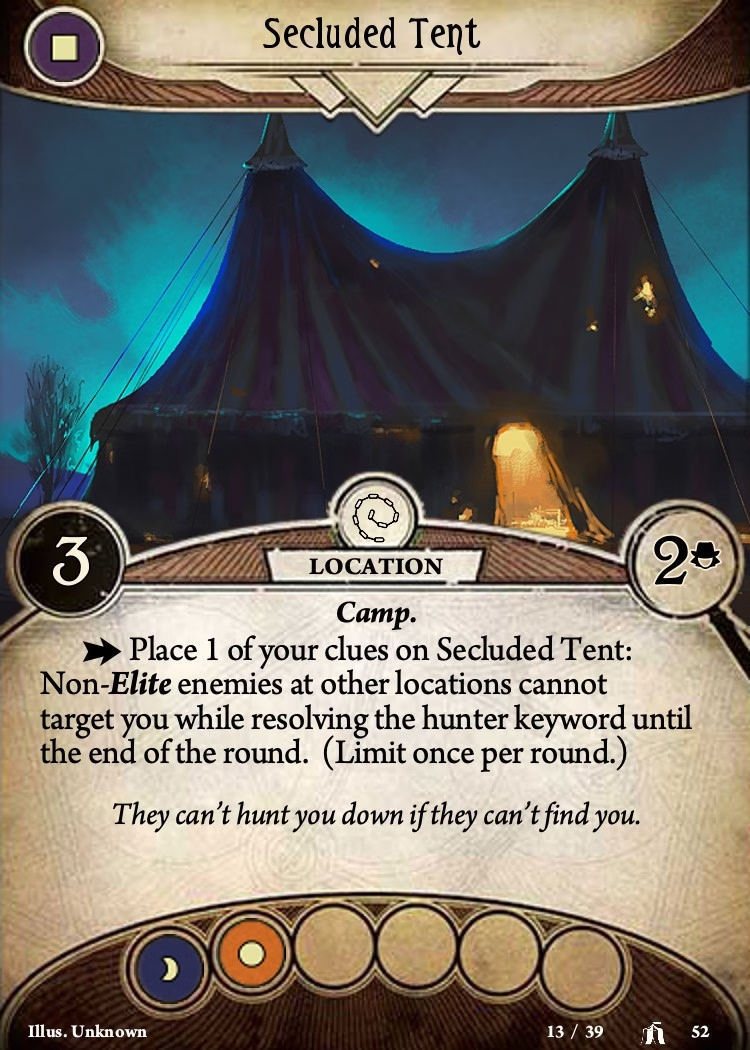 Secluded Tent
3
2
LOCATION
Camp.
Place 1 of your clues on Secluded Tent:
Non-Elite enemies at other locations cannot
target you while resolving the hunter keyword until
the end of the round. (Limit once per round.)
They can't hunt you down if they can't find you.
Illus. Unknown
13 / 39
52